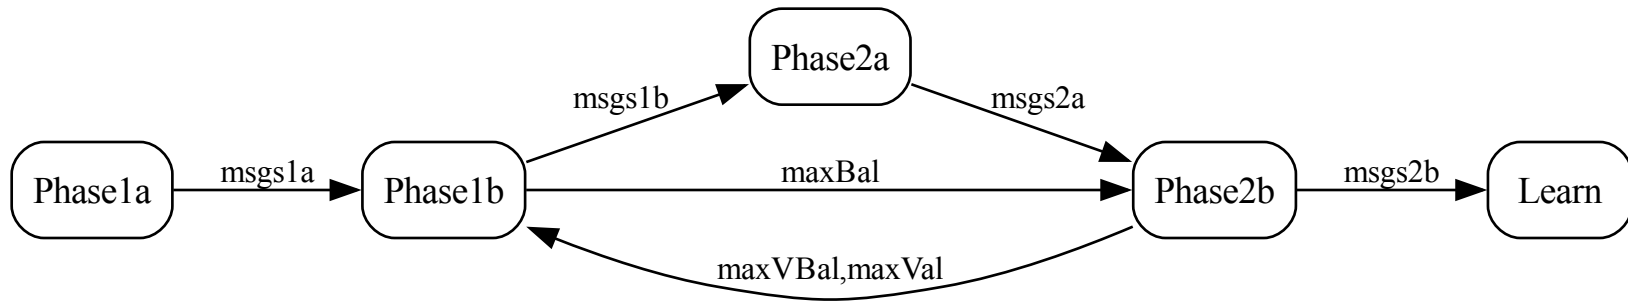 Phase2a
msgs1b
msgs2a
Phase1a
msgs1a
Phase1b
maxBal
Phase2b
msgs2b
Learn
maxVBal,maxVal